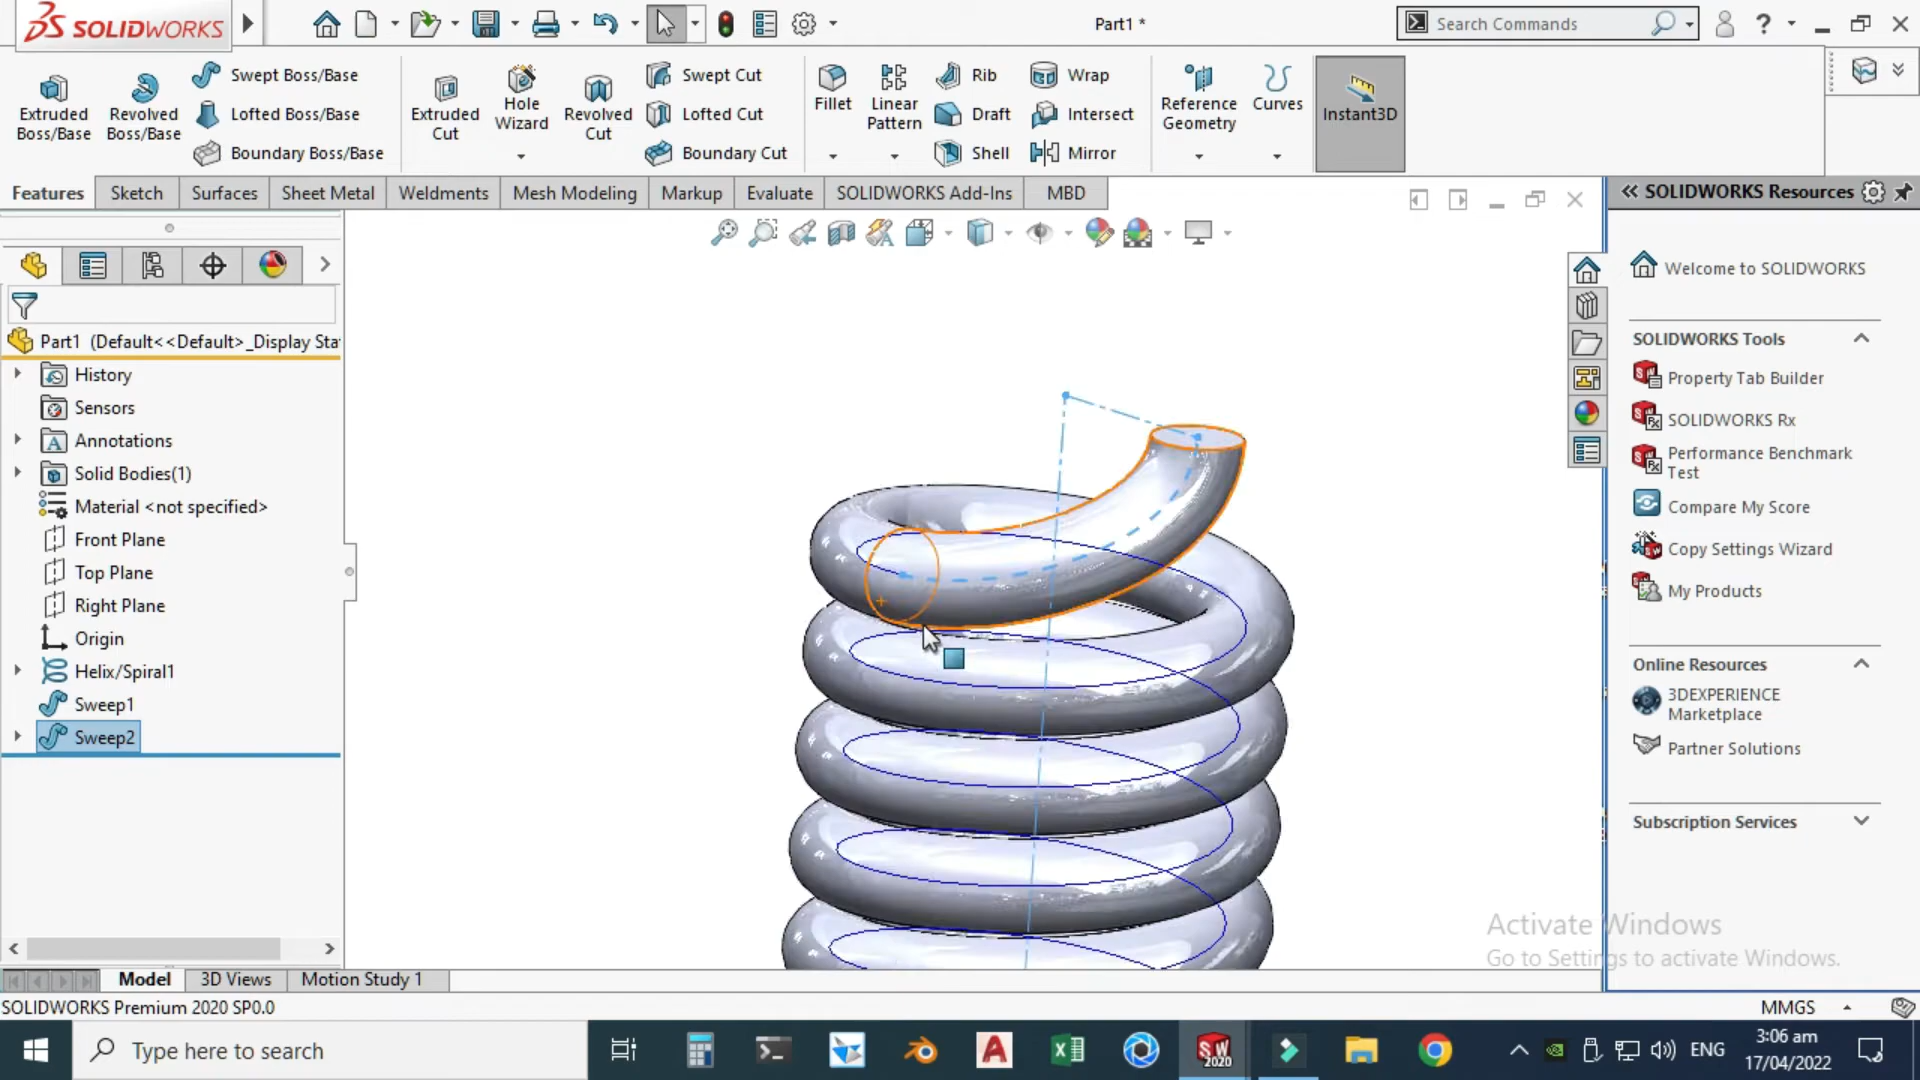 SOLIDWORKS
Part1 *
Search Commands
Extruded Boss/Base
Revolved Boss/Base
Swept Boss/Base
Lofted Boss/Base
Boundary Boss/Base
Extruded Cut
Hole Wizard
Revolved Cut
Swept Cut
Lofted Cut
Boundary Cut
Fillet
Linear Pattern
Rib
Draft
Shell
Wrap
Intersect
Mirror
Reference Geometry
Curves
Instant3D
Features
Sketch
Surfaces
Sheet Metal
Weldments
Mesh Modeling
Markup
Evaluate
SOLIDWORKS Add-Ins
MBD
Part1 (Default<<Default>_Display Sta
History
Sensors
Annotations
Solid Bodies(1)
Material <not specified>
Front Plane
Top Plane
Right Plane
Origin
Helix/Spiral1
Sweep1
Sweep2
SOLIDWORKS Resources
Welcome to SOLIDWORKS
SOLIDWORKS Tools
Property Tab Builder
SOLIDWORKS Rx
Performance Benchmark
Test
Compare My Score
Copy Settings Wizard
My Products
Online Resources
3DEXPERIENCE
Marketplace
Partner Solutions
Subscription Services
Activate Windows
Go to Settings to activate Windows.
Model
3D Views
Motion Study 1
SOLIDWORKS Premium 2020 SP0.0
MMGS
Type here to search
SW
2020
ENG
3:06 am
17/04/2022